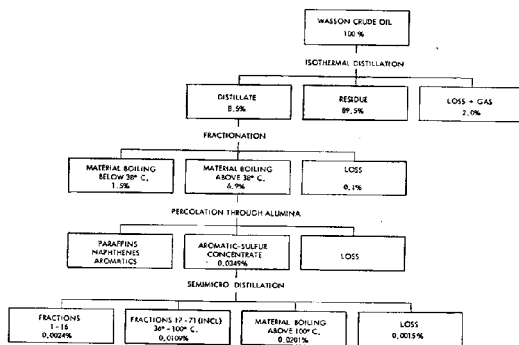 WASSON CRUDE OIL
100%
ISOTHERMAL DISTILLATION
DISTILLATE
8.5%
RESIDUE
89.5%
LOSS + GAS
2.0%
FRACTIONATION
MATERIAL BOILING
BELOW 38° C.
1.5%
MATERIAL BOILING
ABOVE 38° C.
6.9%
LOSS
0.1%
PERCOLATION THROUGH ALUMINA
PARAFFINS
NAPHTHENES
AROMATICS
AROMATIC-SULFUR
CONCENTRATE
0.0349%
LOSS
SEMIMICRO DISTILLATION
FRACTIONS
1-16
0.0024%
FRACTIONS 17-71 (INCL)
36°-100° C.
0.0109%
MATERIAL BOILING
ABOVE 100° C.
0.0201%
LOSS
0.0015%